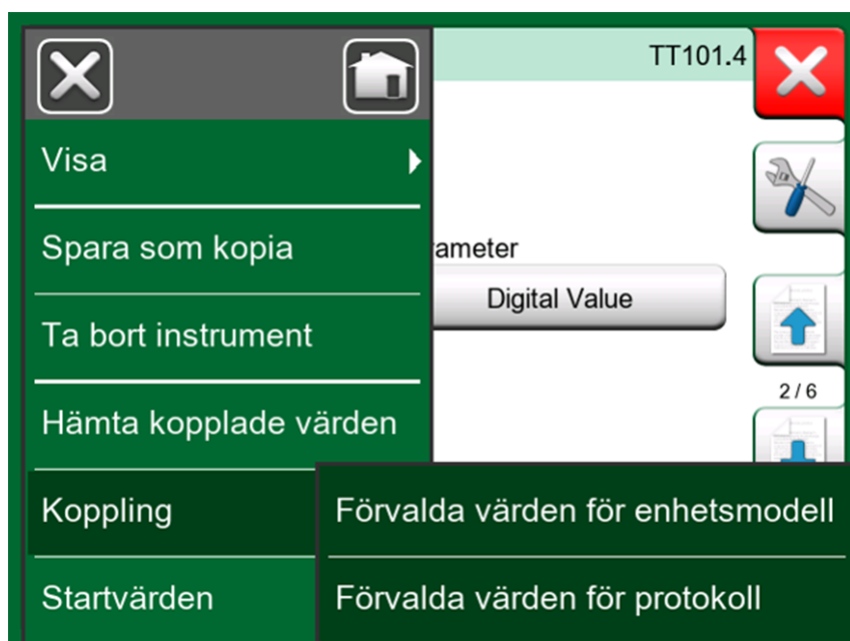 TT101.4
Visa
Spara som kopia
ameter
Digital Value
Ta bort instrument
2 / 6
Hämta kopplade värden
Koppling
Förvalda värden för enhetsmodell
Startvärden
Förvalda värden för protokoll